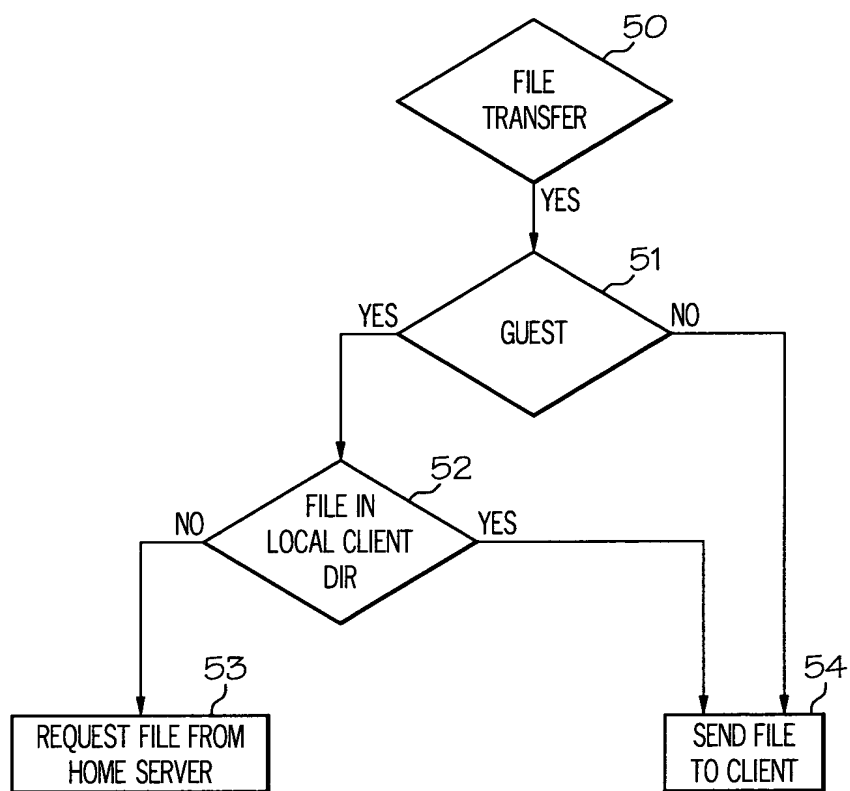 50
FILE
TRANSFER
YES
51
YES
GUEST
NO
52
NO
FILE IN
LOCAL CLIENT
DIR
YES
53
REQUEST FILE FROM
HOME SERVER
54
SEND FILE
TO CLIENT